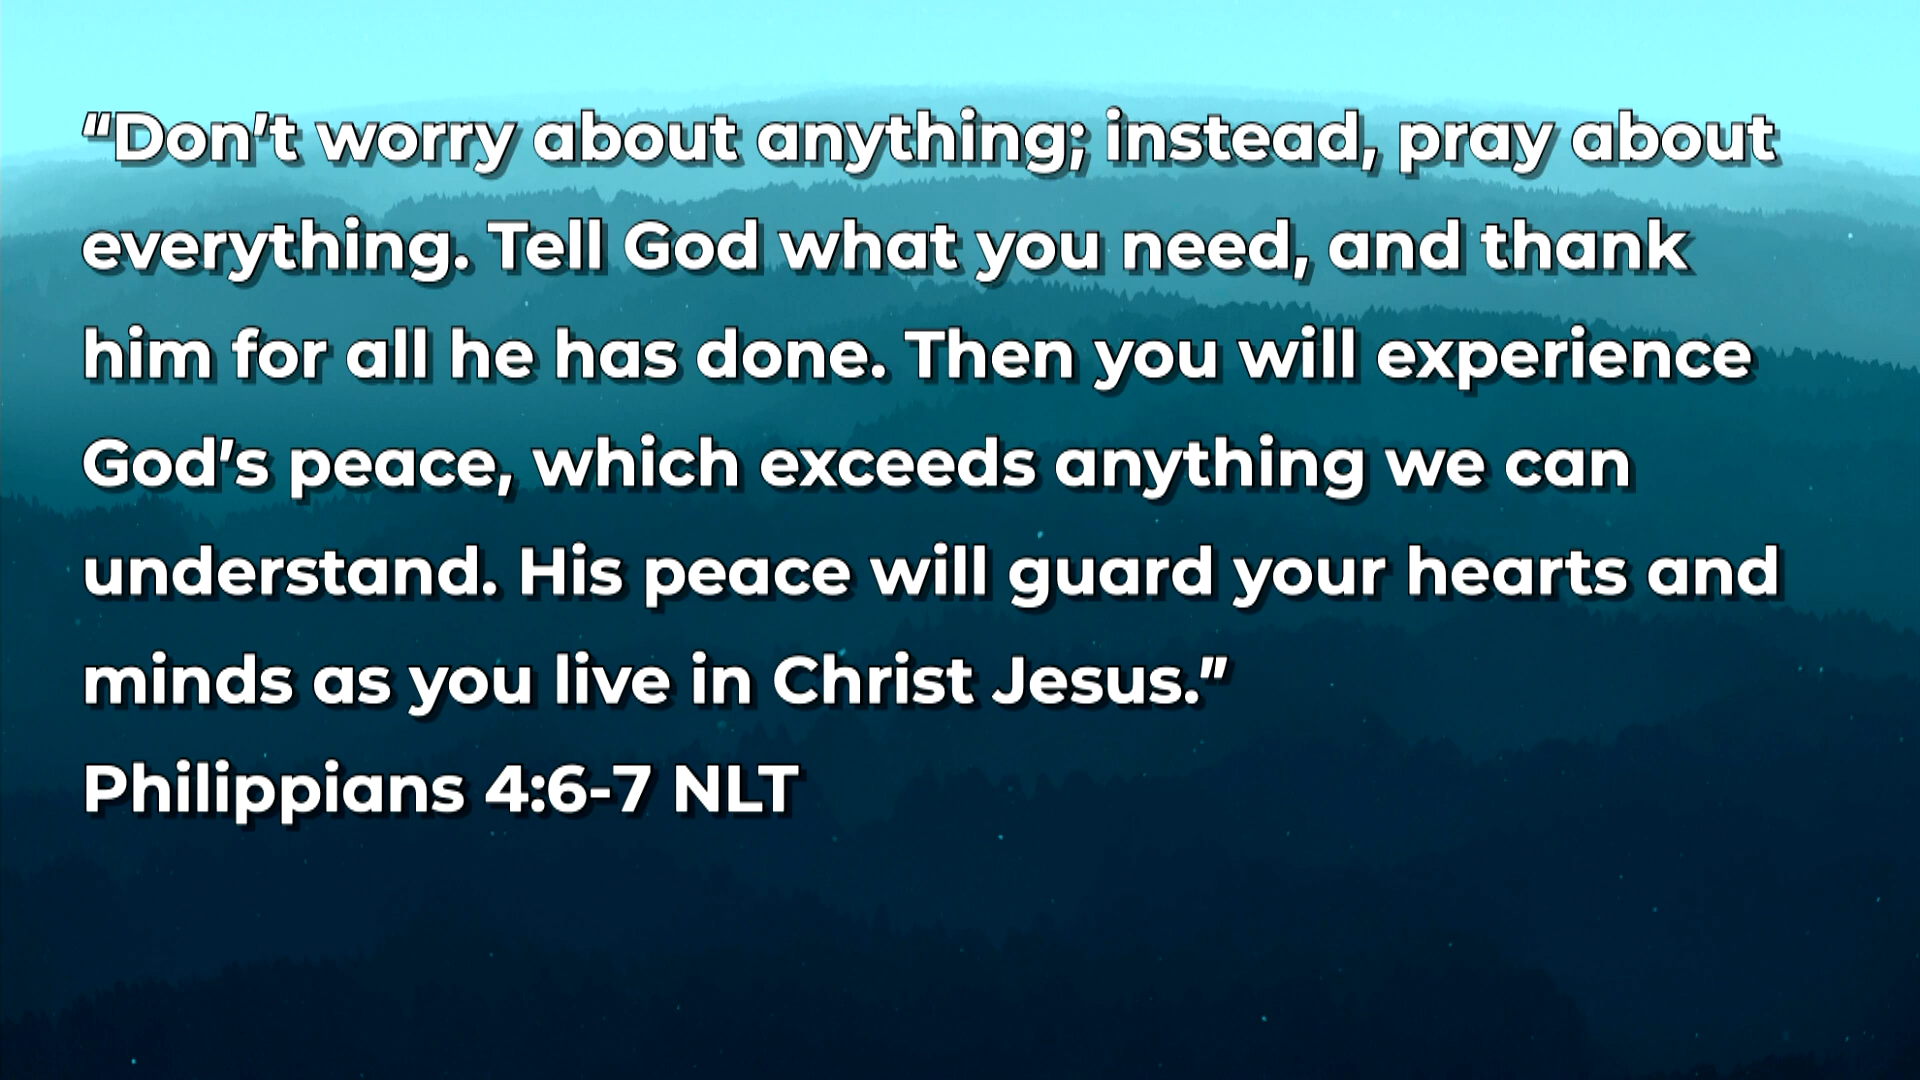 “Don’t worry about anything; instead, pray about
everything. Tell God what you need, and thank
him for all he has done. Then you will experience
God’s peace, which exceeds anything we can
understand. His peace will guard your hearts and
minds as you live in Christ Jesus.”
Philippians 4:6-7 NLT